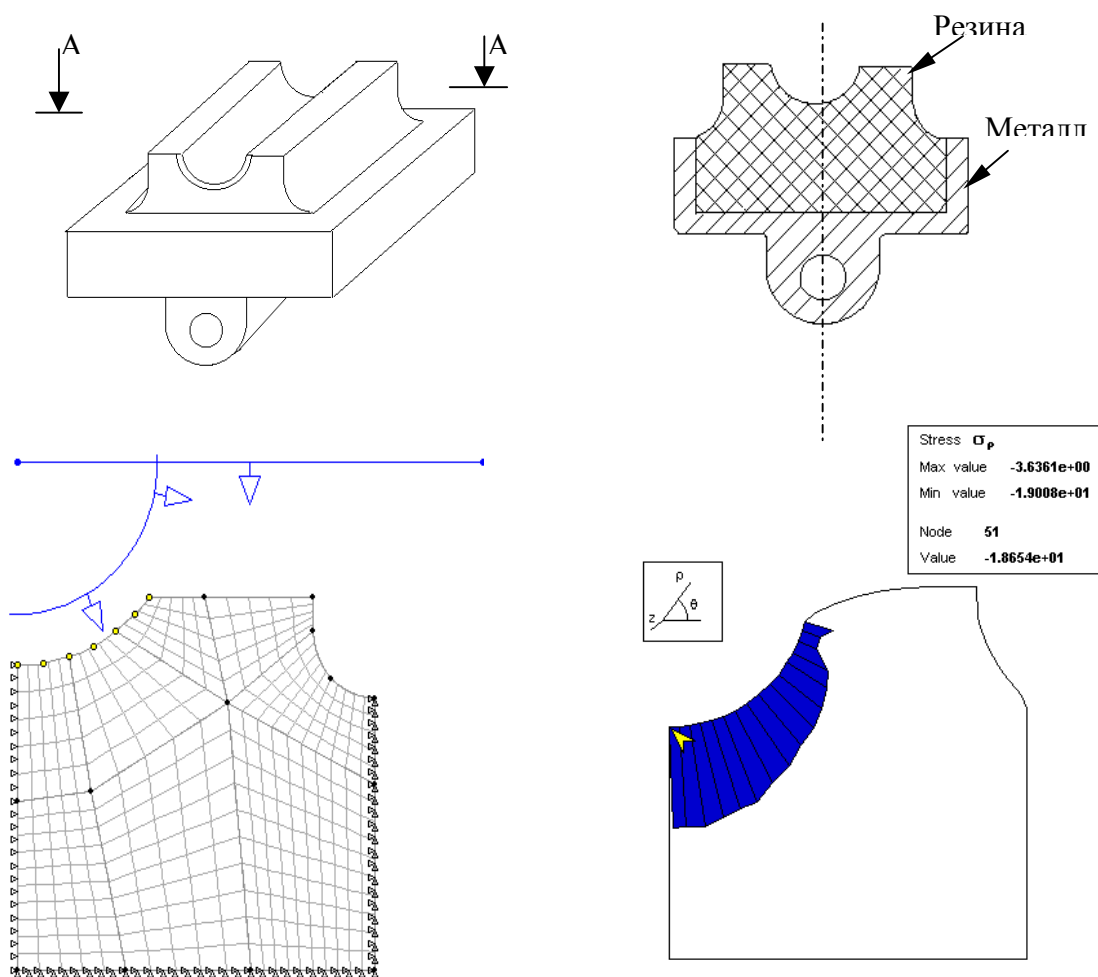 A
A
Резина
Металл
Stress σρ
Max value -3.6361e+00
Min value -1.9008e+01
Node 51
Value -1.8654e+01
ρ
θ
z